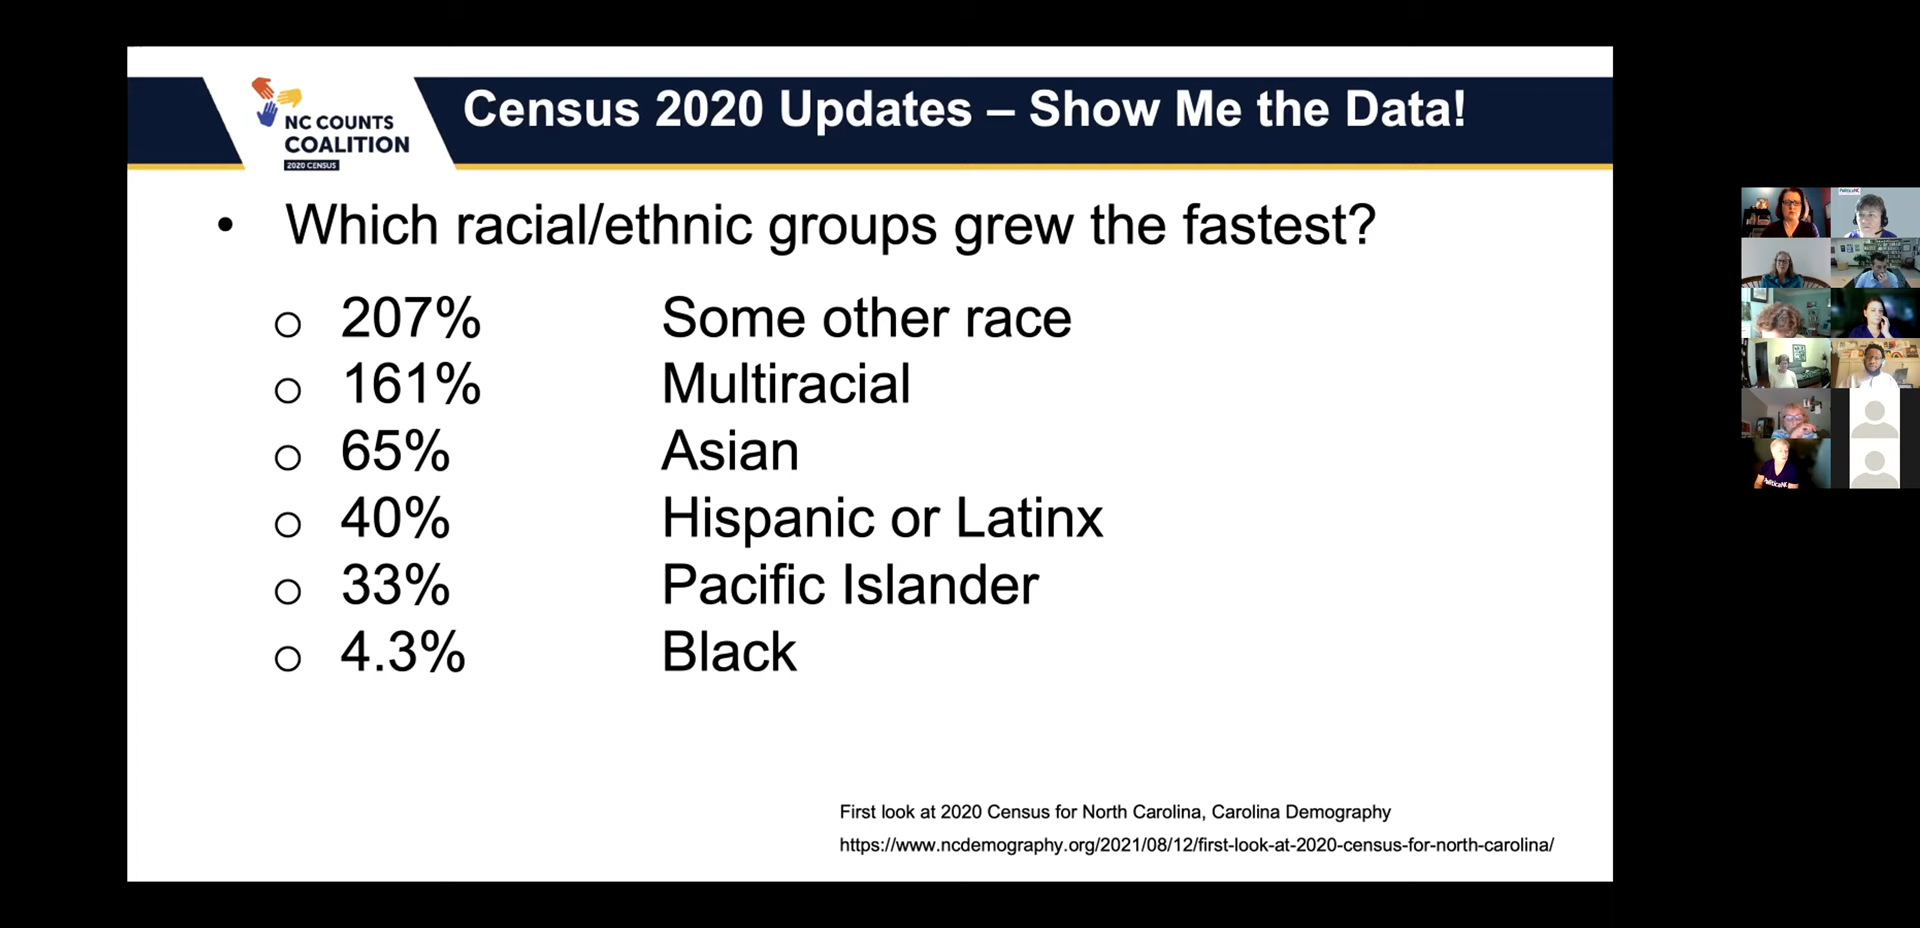 NC COUNTS
COALITION
2020 CENSUS
Census 2020 Updates – Show Me the Data!
• Which racial/ethnic groups grew the fastest?
o 207% Some other race
o 161% Multiracial
o 65% Asian
o 40% Hispanic or Latinx
o 33% Pacific Islander
o 4.3% Black
First look at 2020 Census for North Carolina, Carolina Demography
https://www.ncdemography.org/2021/08/12/first-look-at-2020-census-for-north-carolina/
PoliticaNC
PoliticaNC